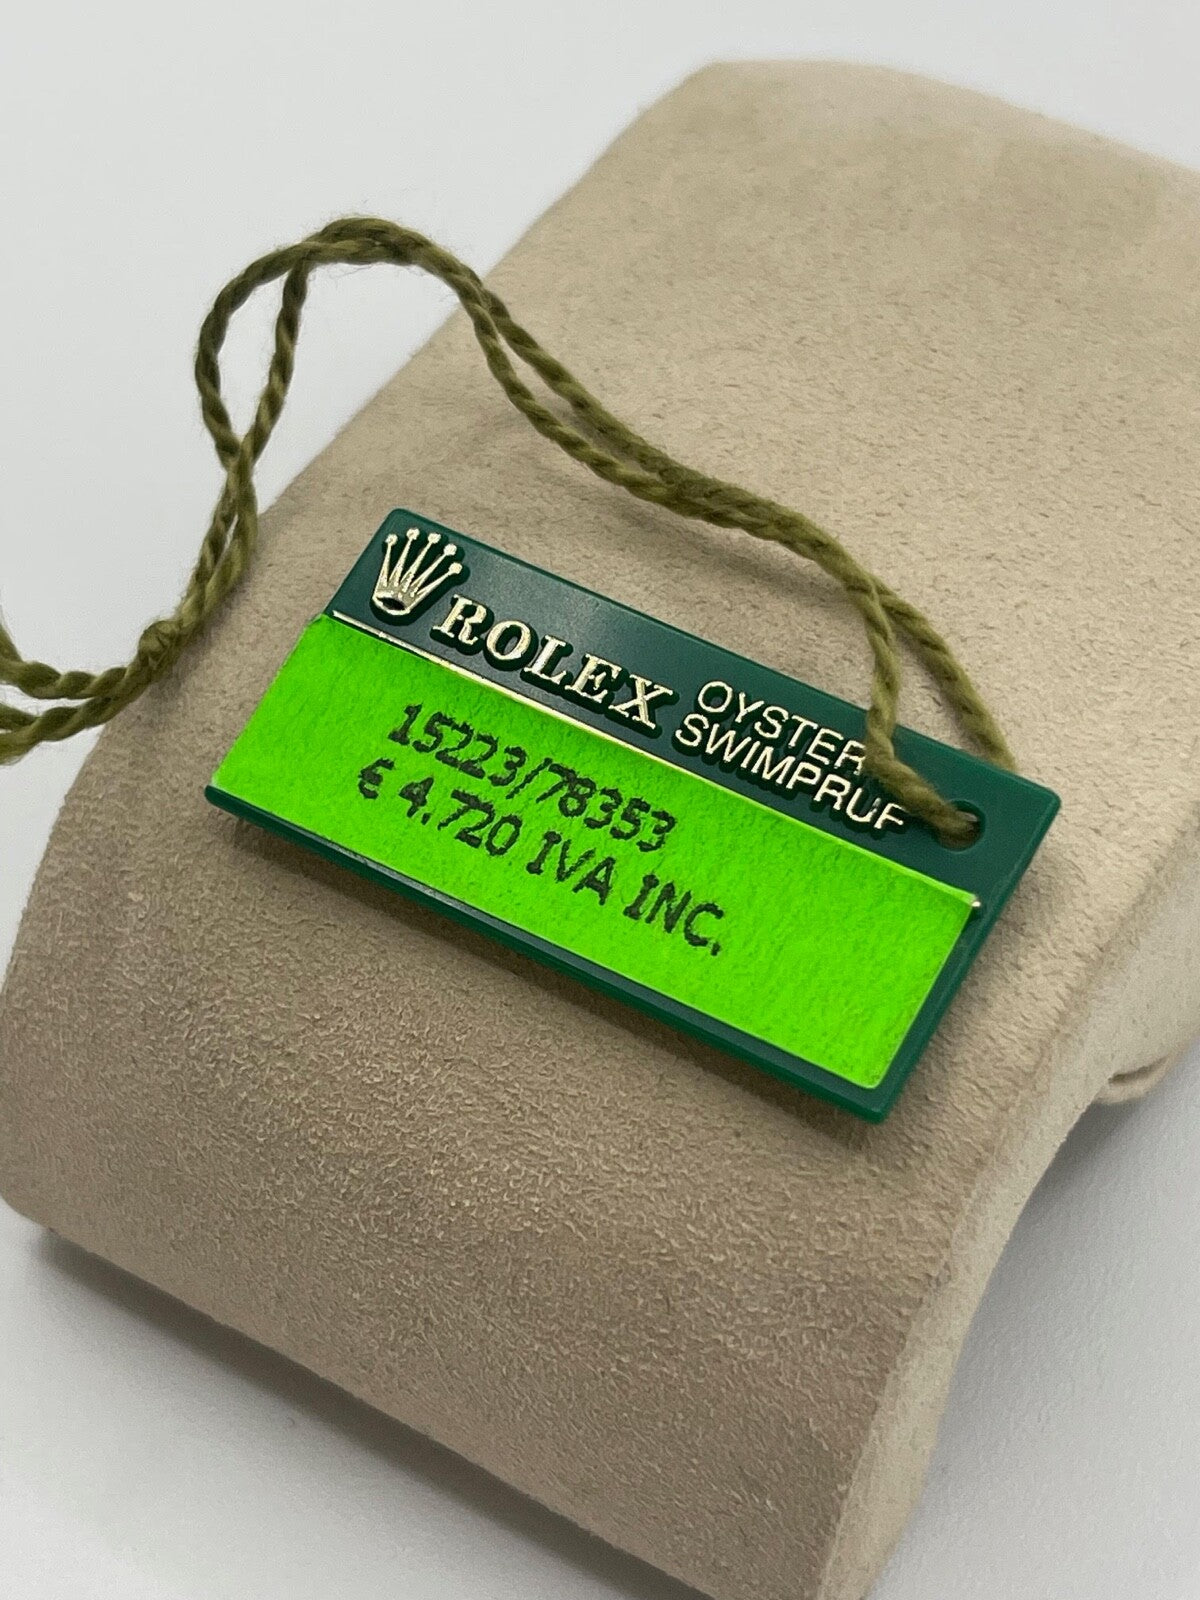 ROLEX OYSTER
SWIMPRUF
15223/78353
€ 4.720 IVA INC.